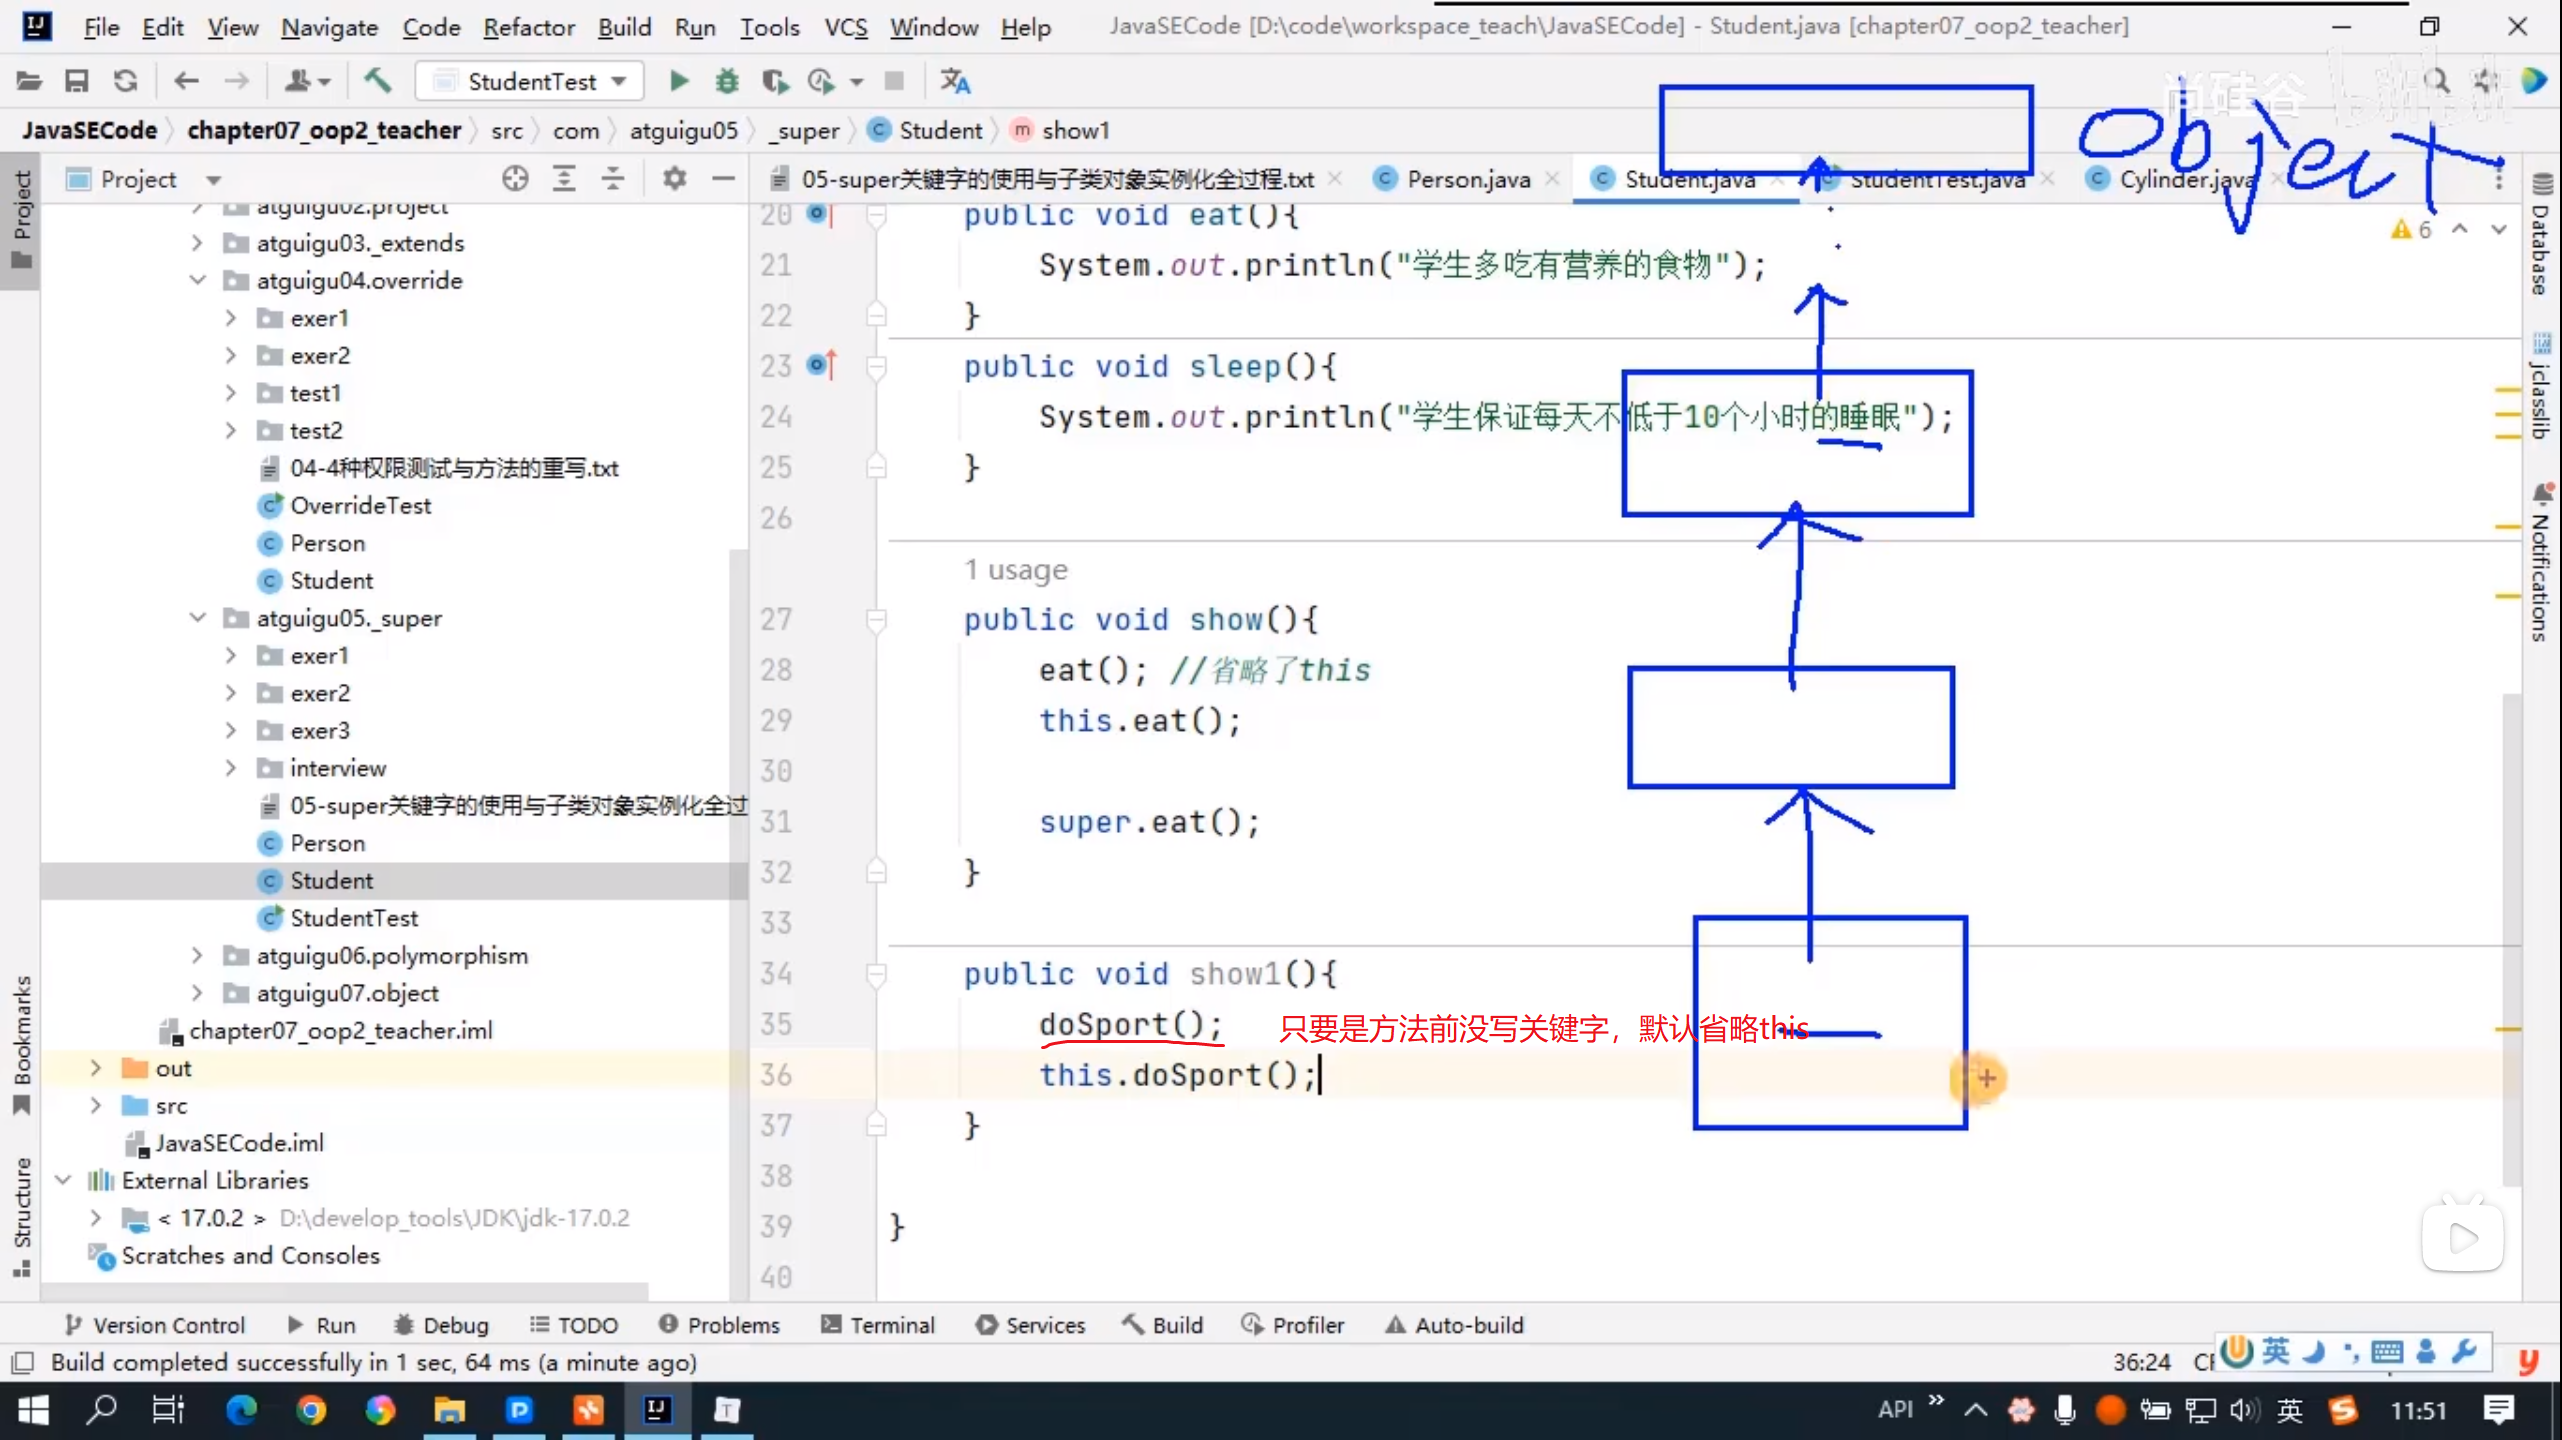 File Edit View Navigate Code Refactor Build Run Tools VCS Window Help JavaSECode [D:\code\workspace_teach\JavaSECode] - Student.java [chapter07_oop2_teacher]
StudentTest
尚硅谷
JavaSECode chapter07_oop2_teacher src com atguigu05 _super Student show1
Object
Project
05-super关键字的使用与子类对象实例化全过程.txt Person.java Student.java StudentTest.java Cylinder.java
atguigu02.project
atguigu03._extends
atguigu04.override
exer1
exer2
test1
test2
04-4种权限测试与方法的重写.txt
OverrideTest
Person
Student
atguigu05._super
exer1
exer2
exer3
interview
05-super关键字的使用与子类对象实例化全过
Person
Student
StudentTest
atguigu06.polymorphism
atguigu07.object
chapter07_oop2_teacher.iml
out
src
JavaSECode.iml
External Libraries
< 17.0.2 > D:\develop_tools\JDK\jdk-17.0.2
Scratches and Consoles
Project
Bookmarks
Structure
6
20 public void eat(){
21 System.out.println("学生多吃有营养的食物");
22 }
23 public void sleep(){
24 System.out.println("学生保证每天不低于10个小时的睡眠");
25 }
26
1 usage
27 public void show(){
28 eat(); //省略了this
29 this.eat();
30
31 super.eat();
32 }
33
34 public void show1(){
35 doSport(); 只要是方法前没写关键字，默认省略this
36 this.doSport();
37 }
38
39 }
40
Database
jclasslib
Notifications
Version Control Run Debug TODO Problems Terminal Services Build Profiler Auto-build
Build completed successfully in 1 sec, 64 ms (a minute ago) 36:24 英
API 英 11:51